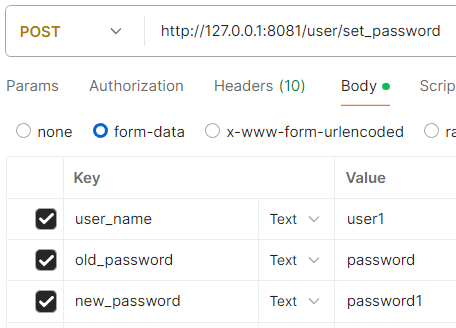 POST http://127.0.0.1:8081/user/set_password
Params Authorization Headers (10) Body Scrip
none form-data x-www-form-urlencoded ra
Key Value
user_name Text user1
old_password Text password
new_password Text password1